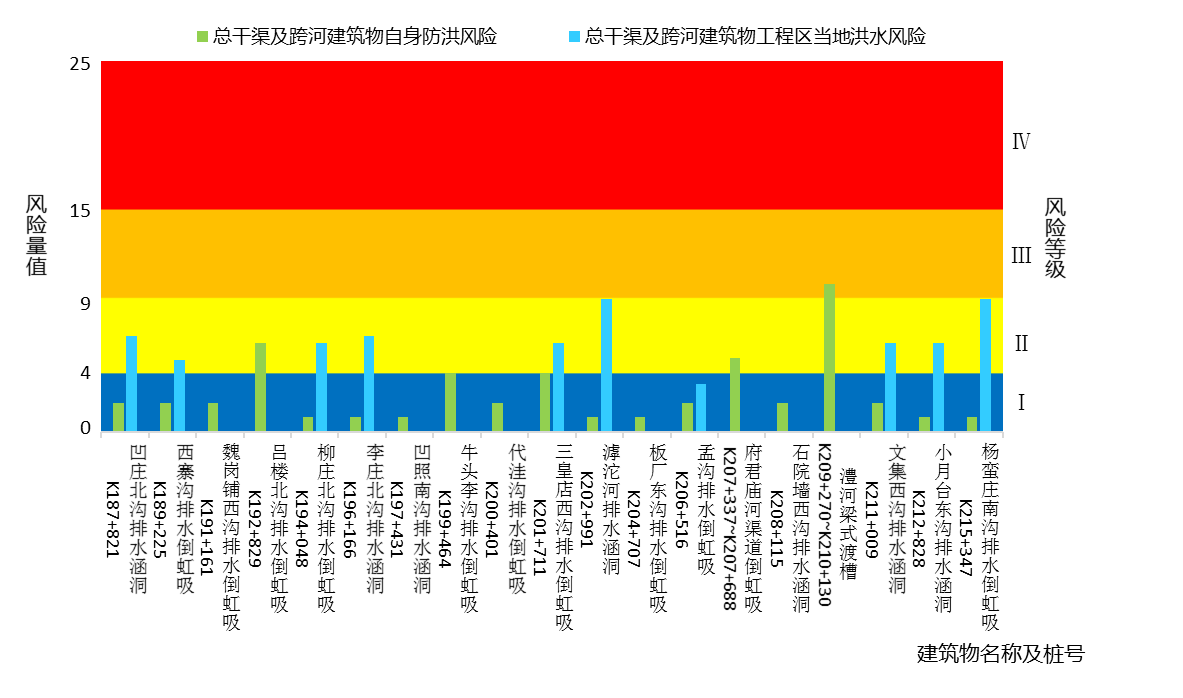 总干渠及跨河建筑物自身防洪风险
总干渠及跨河建筑物工程区当地洪水风险
25
15
9
4
0
风险量值
Ⅳ
Ⅲ
Ⅱ
Ⅰ
风险等级
凹庄北沟排水涵洞
K187+821
西寨沟排水倒虹吸
K189+225
魏岗铺西沟排水倒虹吸
K191+161
吕楼北沟排水倒虹吸
K192+829
柳庄北沟排水倒虹吸
K194+048
李庄北沟排水涵洞
K196+166
凹照南沟排水涵洞
K197+431
牛头李沟排水倒虹吸
K199+464
代洼沟排水倒虹吸
K200+401
三皇店西沟排水倒虹吸
K201+711
滹沱河排水涵洞
K202+991
板厂东沟排水倒虹吸
K204+707
孟沟排水倒虹吸
K206+516
府君庙河渠道倒虹吸
K207+337~K207+688
石院墙西沟排水涵洞
K208+115
澧河梁式渡槽
K209+270~K210+130
文集西沟排水涵洞
K211+009
小月台东沟排水涵洞
K212+828
杨蛮庄南沟排水倒虹吸
K215+347
建筑物名称及桩号